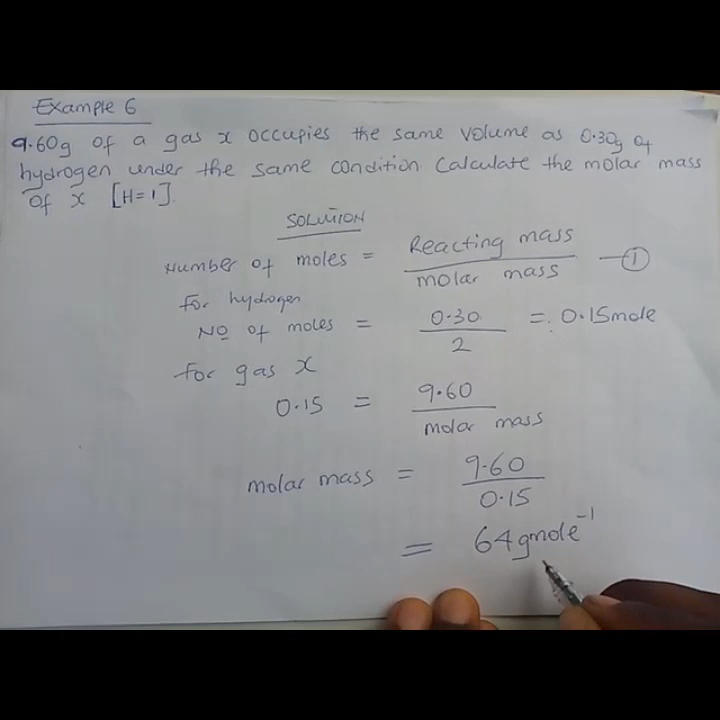 Example 6
9.60g of a gas x occupies the same volume as 0.30g of
hydrogen under the same condition. Calculate the molar mass
of x [H=1].
SOLUTION
Number of moles = Reacting mass / molar mass — ①
For hydrogen
No of moles = 0.30 / 2 = 0.15mole
For gas x
0.15 = 9.60 / molar mass
molar mass = 9.60 / 0.15
= 64gmole⁻¹